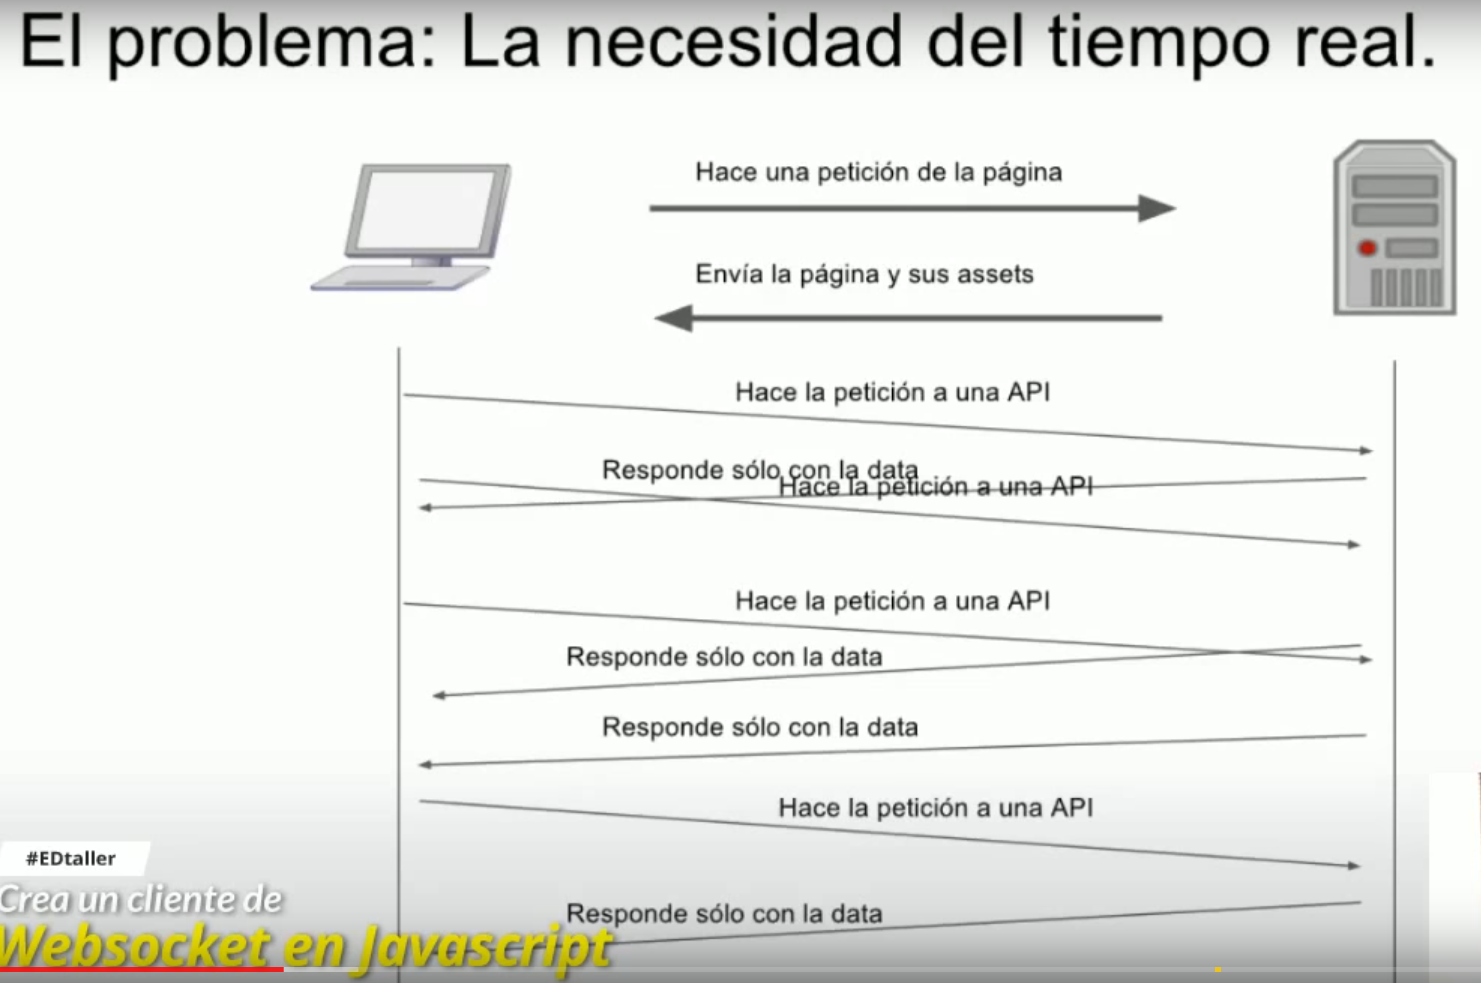 El problema: La necesidad del tiempo real.
Hace una petición de la página
Envía la página y sus assets
Hace la petición a una API
Responde sólo con la data
Hace la petición a una API
Hace la petición a una API
Responde sólo con la data
Responde sólo con la data
Hace la petición a una API
#EDtaller
Crea un cliente de
Responde sólo con la data
Websocket en Javascript